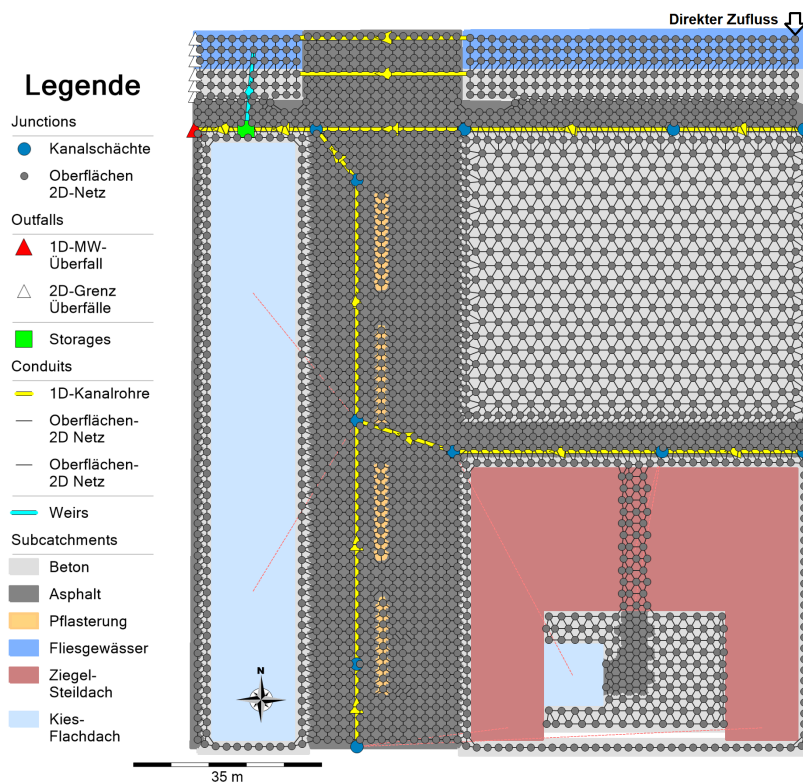 Direkter Zufluss
Legende
Junctions
Kanalschächte
Oberflächen
2D-Netz
Outfalls
1D-MW-
Überfall
2D-Grenz
Überfälle
Storages
Conduits
1D-Kanalrohre
Oberflächen-
2D Netz
Oberflächen-
2D Netz
Weirs
Subcatchments
Beton
Asphalt
Pflasterung
Fliesgewässer
Ziegel-
Steildach
Kies-
Flachdach
N
35 m